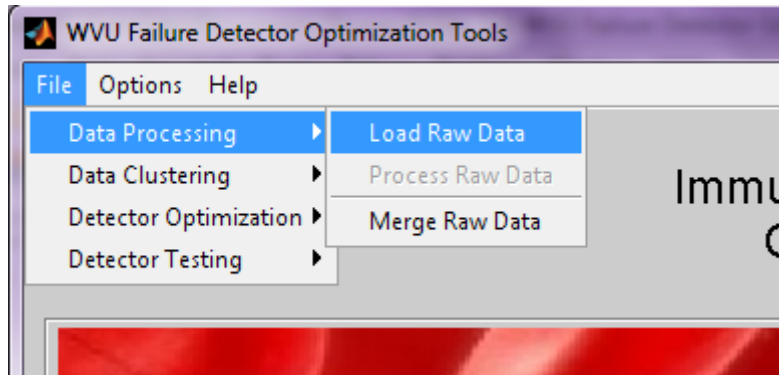 WVU Failure Detector Optimization Tools
File Options Help
Data Processing Load Raw Data
Data Clustering Process Raw Data
Detector Optimization Merge Raw Data
Detector Testing